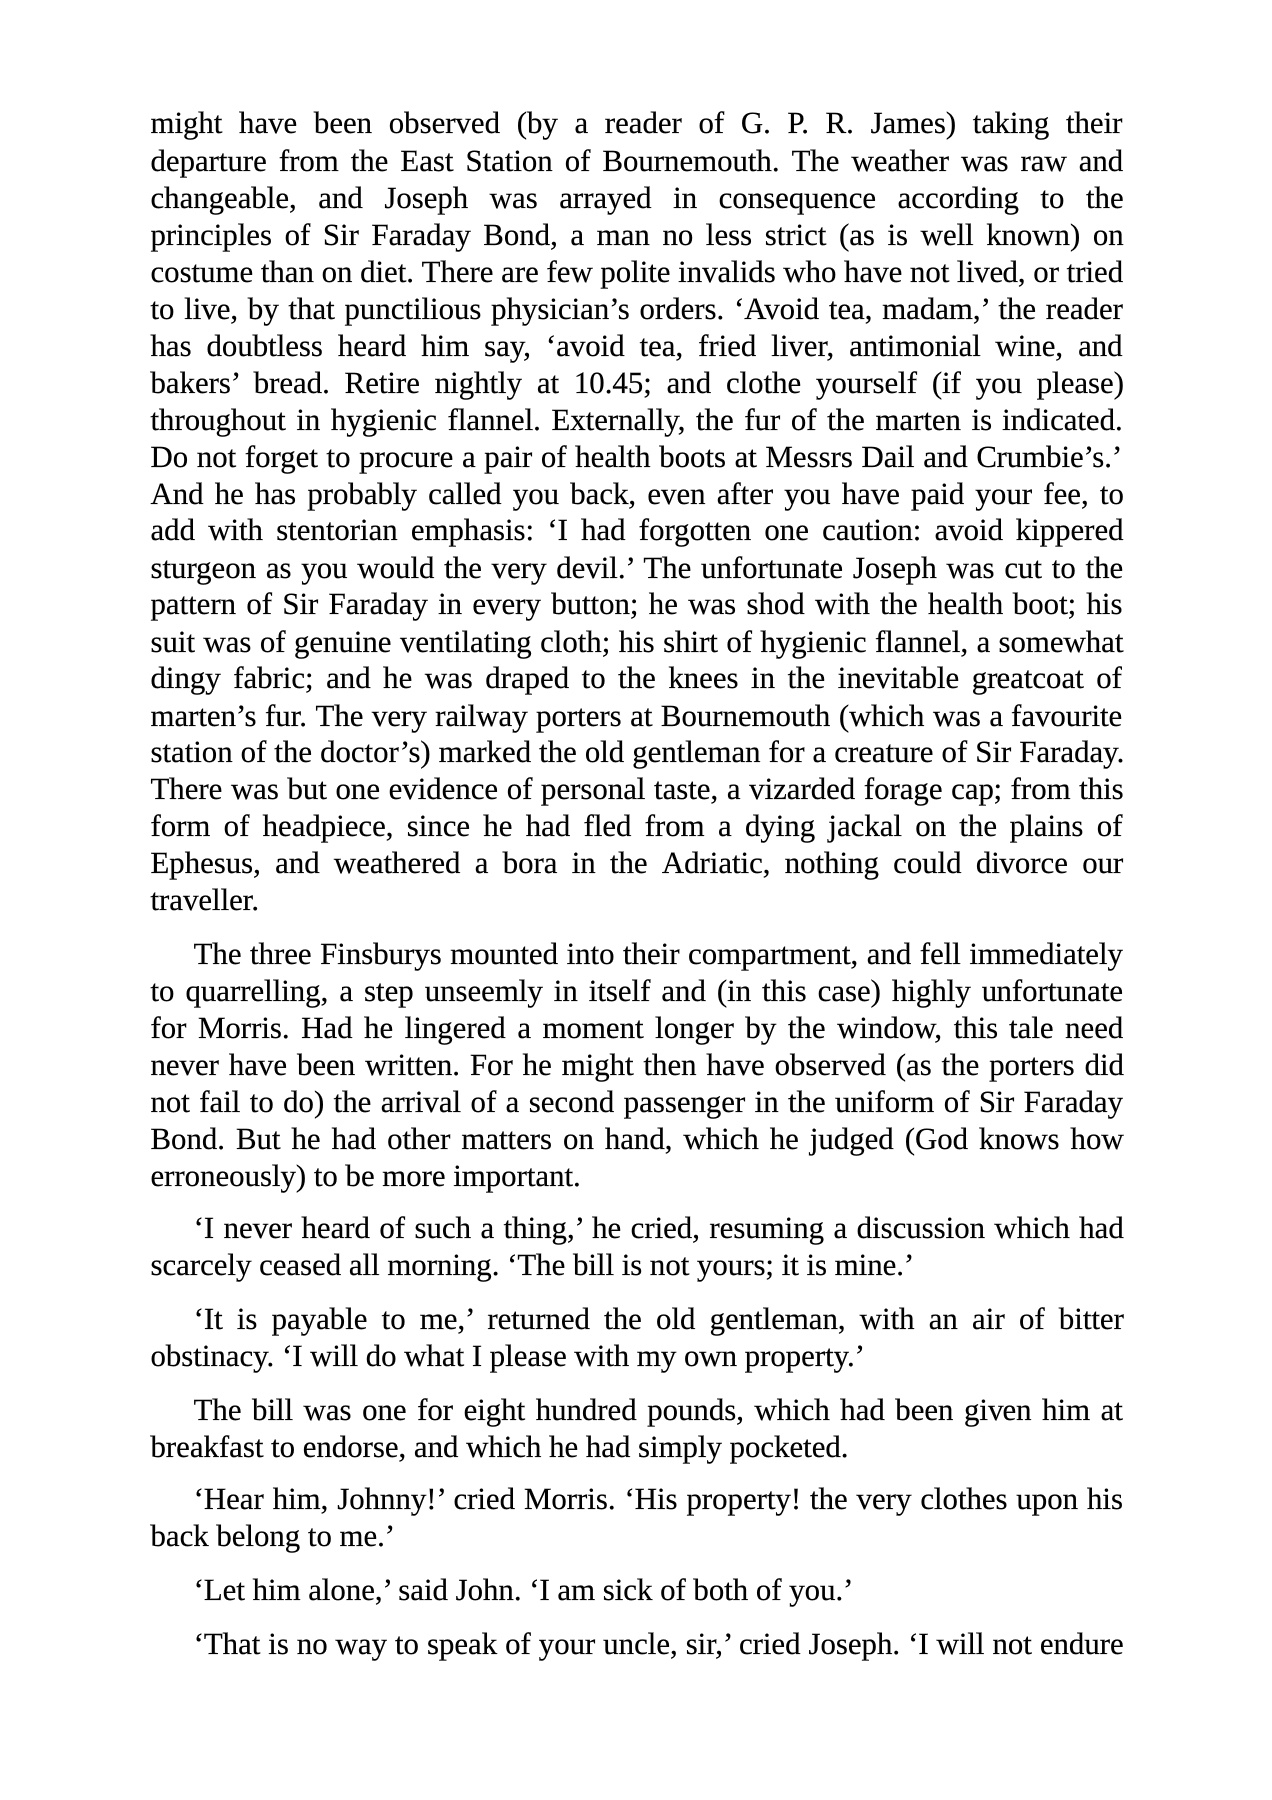 might have been observed (by a reader of G. P. R. James) taking their
departure from the East Station of Bournemouth. The weather was raw and
changeable, and Joseph was arrayed in consequence according to the
principles of Sir Faraday Bond, a man no less strict (as is well known) on
costume than on diet. There are few polite invalids who have not lived, or tried
to live, by that punctilious physician’s orders. ‘Avoid tea, madam,’ the reader
has doubtless heard him say, ‘avoid tea, fried liver, antimonial wine, and
bakers’ bread. Retire nightly at 10.45; and clothe yourself (if you please)
throughout in hygienic flannel. Externally, the fur of the marten is indicated.
Do not forget to procure a pair of health boots at Messrs Dail and Crumbie’s.’
And he has probably called you back, even after you have paid your fee, to
add with stentorian emphasis: ‘I had forgotten one caution: avoid kippered
sturgeon as you would the very devil.’ The unfortunate Joseph was cut to the
pattern of Sir Faraday in every button; he was shod with the health boot; his
suit was of genuine ventilating cloth; his shirt of hygienic flannel, a somewhat
dingy fabric; and he was draped to the knees in the inevitable greatcoat of
marten’s fur. The very railway porters at Bournemouth (which was a favourite
station of the doctor’s) marked the old gentleman for a creature of Sir Faraday.
There was but one evidence of personal taste, a vizarded forage cap; from this
form of headpiece, since he had fled from a dying jackal on the plains of
Ephesus, and weathered a bora in the Adriatic, nothing could divorce our
traveller.
The three Finsburys mounted into their compartment, and fell immediately
to quarrelling, a step unseemly in itself and (in this case) highly unfortunate
for Morris. Had he lingered a moment longer by the window, this tale need
never have been written. For he might then have observed (as the porters did
not fail to do) the arrival of a second passenger in the uniform of Sir Faraday
Bond. But he had other matters on hand, which he judged (God knows how
erroneously) to be more important.
‘I never heard of such a thing,’ he cried, resuming a discussion which had
scarcely ceased all morning. ‘The bill is not yours; it is mine.’
‘It is payable to me,’ returned the old gentleman, with an air of bitter
obstinacy. ‘I will do what I please with my own property.’
The bill was one for eight hundred pounds, which had been given him at
breakfast to endorse, and which he had simply pocketed.
‘Hear him, Johnny!’ cried Morris. ‘His property! the very clothes upon his
back belong to me.’
‘Let him alone,’ said John. ‘I am sick of both of you.’
‘That is no way to speak of your uncle, sir,’ cried Joseph. ‘I will not endure